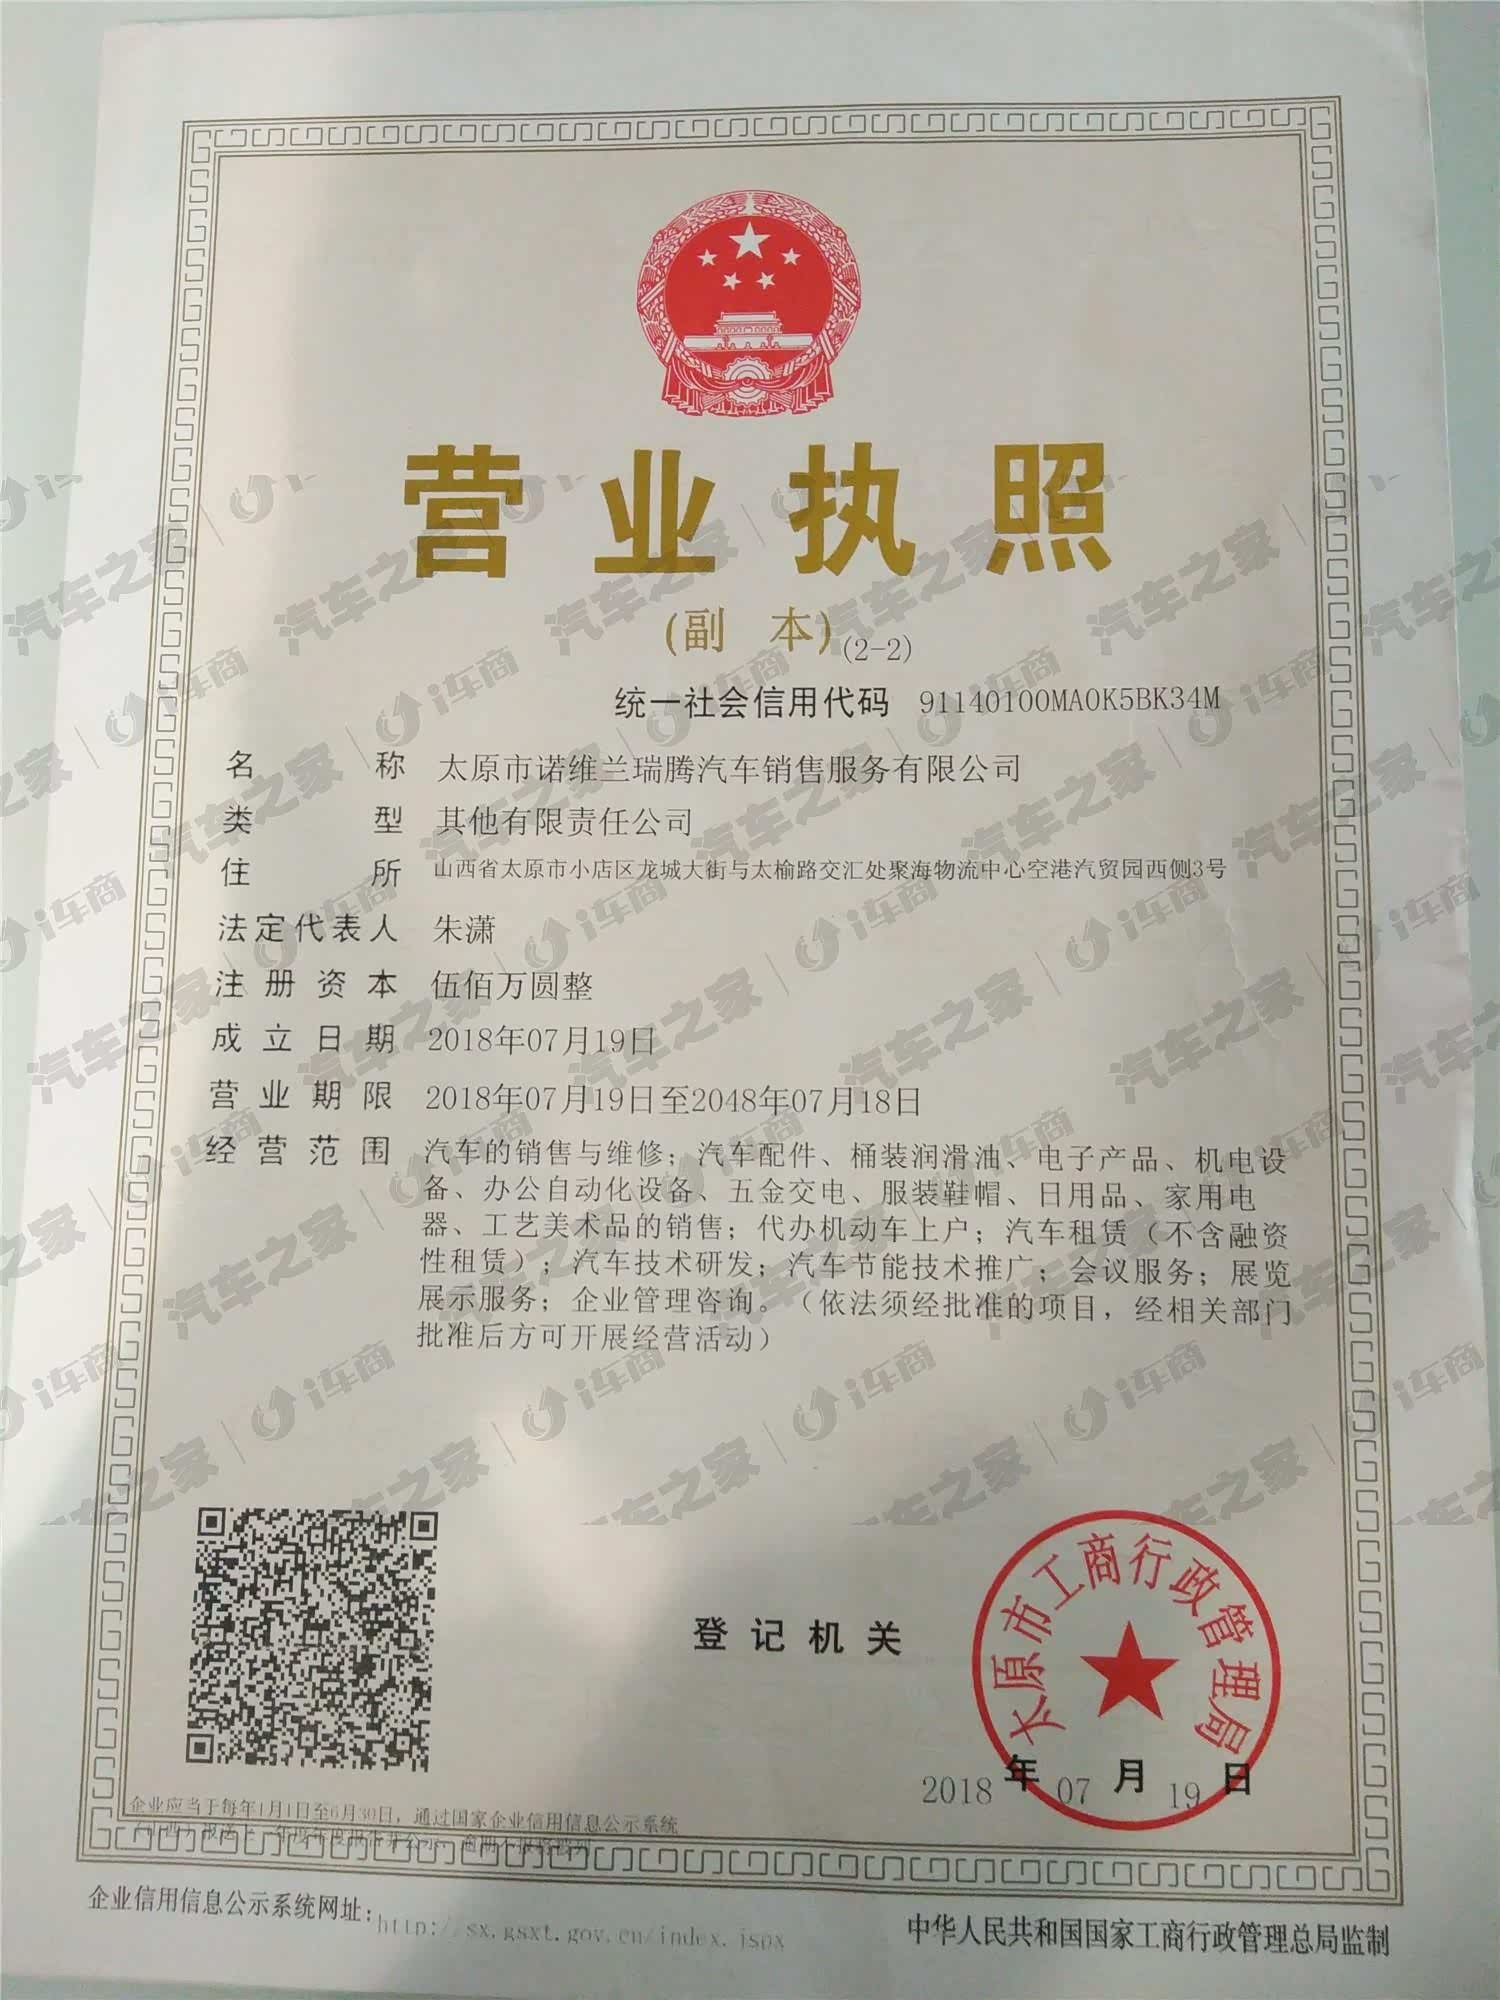 营业执照
(副 本) (2-2)
统一社会信用代码 91140100MA0K5BK34M
名称 太原市诺维兰瑞腾汽车销售服务有限公司
类型 其他有限责任公司
住所 山西省太原市小店区龙城大街与太榆路交汇处聚海物流中心空港汽贸园西侧3号
法定代表人 朱潇
注册资本 伍佰万圆整
成立日期 2018年07月19日
营业期限 2018年07月19日至2048年07月18日
经营范围 汽车的销售与维修；汽车配件、桶装润滑油、电子产品、机电设
备、办公自动化设备、五金交电、服装鞋帽、日用品、家用电
器、工艺美术品的销售；代办机动车上户；汽车租赁（不含融资
性租赁）；汽车技术研发；汽车节能技术推广；会议服务；展览
展示服务；企业管理咨询。（依法须经批准的项目，经相关部门
批准后方可开展经营活动）
登记机关
太原市工商行政管理局
2018年07月19日
企业应当于每年1月1日至6月30日，通过国家企业信用信息公示系统
企业信用信息公示系统网址：http://sx.gsxt.gov.cn/index.jspx
中华人民共和国国家工商行政管理总局监制
汽车之家 i车商